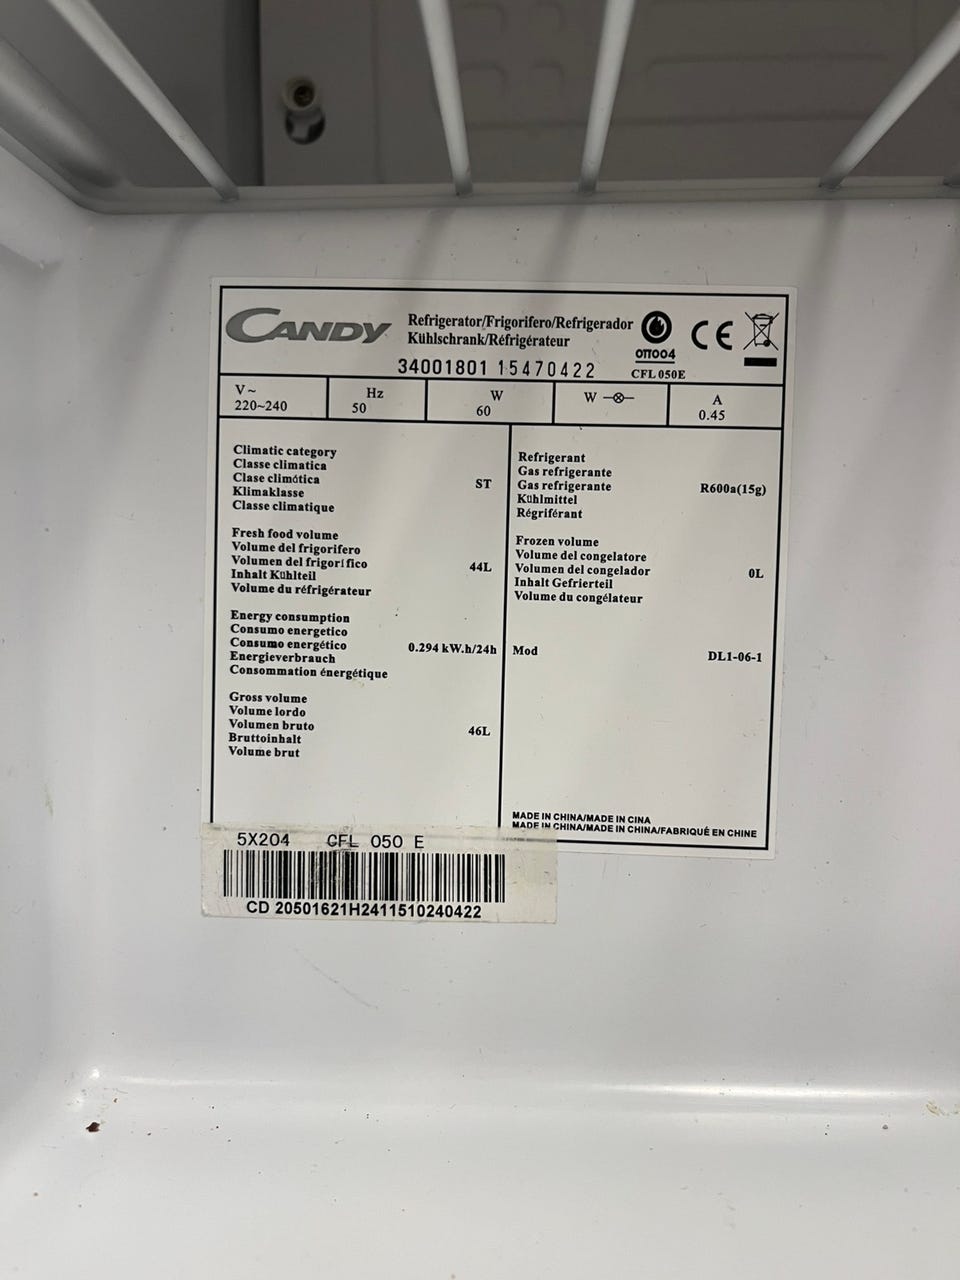 CANDY
Refrigerator/Frigorifero/Refrigerador
Kühlschrank/Réfrigérateur
34001801 15470422
OTT004
CFL 050E
CE
V~
220~240
Hz
50
W
60
W
A
0.45
Climatic category
Classe climatica
Clase climótica
Klimaklasse
Classe climatique
ST
Fresh food volume
Volume del frigorifero
Volumen del frigorífico
Inhalt Kühlteil
Volume du réfrigérateur
44L
Energy consumption
Consumo energetico
Consumo energético
Energieverbrauch
Consommation énergétique
0.294 kW.h/24h
Gross volume
Volume lordo
Volumen bruto
Bruttoinhalt
Volume brut
46L
Refrigerant
Gas refrigerante
Gas refrigerante
Kühlmittel
Régriférant
R600a(15g)
Frozen volume
Volume del congelatore
Volumen del congelador
Inhalt Gefrierteil
Volume du congélateur
0L
Mod
DL1-06-1
MADE IN CHINA/MADE IN CINA
MADE IN CHINA/MADE IN CHINA/FABRIQUÉ EN CHINE
5X204 CFL 050 E
CD 20501621H2411510240422